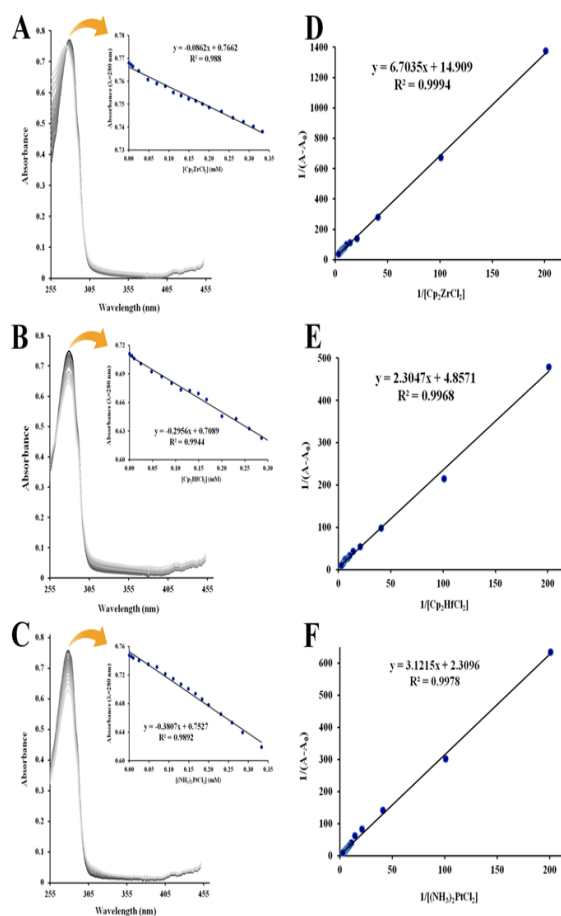 A
y = -0.0862x + 0.7662
R² = 0.988
Absorbance (λ=280 nm)
0.78
0.77
0.76
0.75
0.74
0.73
0.00 0.05 0.10 0.15 0.20 0.25 0.30 0.35
[Cp₂ZrCl₂] (mM)
Absorbance
0.8
0.7
0.6
0.5
0.4
0.3
0.2
0.1
0
255 305 355 405 455
Wavelength (nm)
D
y = 6.7035x + 14.909
R² = 0.9994
1/(A-A₀)
1400
1200
1000
800
600
400
200
0
0 50 100 150 200
1/[Cp₂ZrCl₂]
B
Absorbance (λ=280 nm)
0.72
0.69
0.66
0.63
0.60
y = -0.2956x + 0.7089
R² = 0.9944
0.00 0.05 0.10 0.15 0.20 0.25 0.30
[Cp₂HfCl₂] (mM)
Absorbance
0.8
0.7
0.6
0.5
0.4
0.3
0.2
0.1
0
255 305 355 405 455
Wavelength (nm)
E
y = 2.3047x + 4.8571
R² = 0.9968
1/(A-A₀)
500
400
300
200
100
0
0 50 100 150 200
1/[Cp₂HfCl₂]
C
Absorbance (λ=280 nm)
0.76
0.72
0.68
0.64
0.60
y = -0.3807x + 0.7527
R² = 0.9892
0.00 0.05 0.10 0.15 0.20 0.25 0.30 0.35
[(NH₃)₂PtCl₂] (mM)
Absorbance
0.8
0.7
0.6
0.5
0.4
0.3
0.2
0.1
0
255 305 355 405 455
Wavelength (nm)
F
y = 3.1215x + 2.3096
R² = 0.9978
1/(A-A₀)
600
500
400
300
200
100
0
0 50 100 150 200
1/[(NH₃)₂PtCl₂]